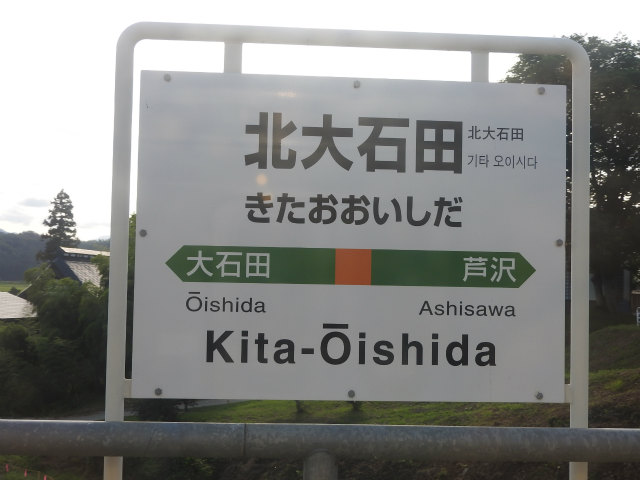 北大石田
北大石田
기타 오이시다
きたおおいしだ
大石田 芦沢
Ōishida Ashisawa
Kita-Ōishida